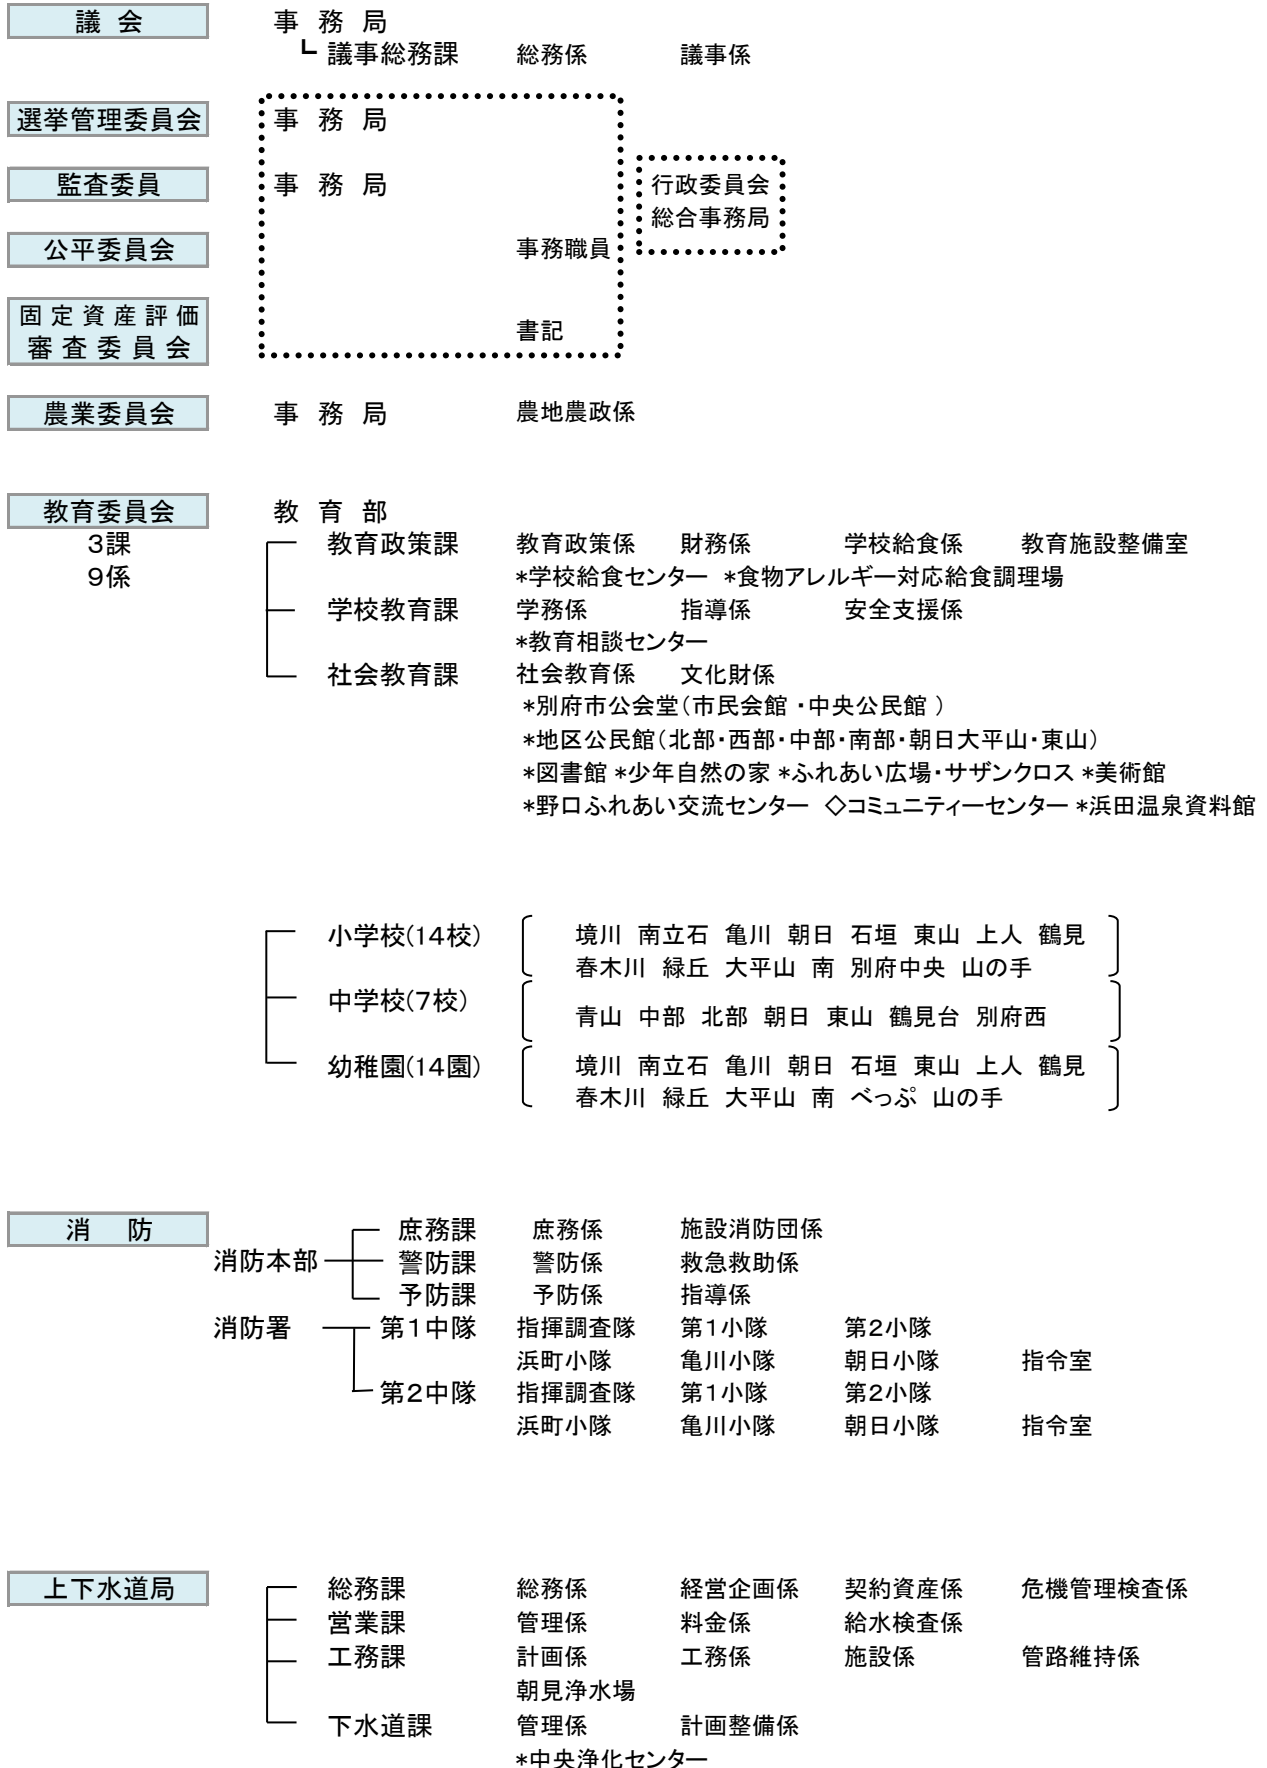 議 会 事 務 局
議事総務課 総務係 議事係
選挙管理委員会 事 務 局
監査委員 事 務 局 行政委員会
総合事務局
公平委員会 事務職員
固 定 資 産 評 価
審 査 委 員 会 書記
農業委員会 事 務 局 農地農政係
教育委員会 教 育 部
3課 教育政策課 教育政策係 財務係 学校給食係 教育施設整備室
9係 *学校給食センター *食物アレルギー対応給食調理場
学校教育課 学務係 指導係 安全支援係
*教育相談センター
社会教育課 社会教育係 文化財係
*別府市公会堂(市民会館・中央公民館)
*地区公民館(北部・西部・中部・南部・朝日大平山・東山)
*図書館 *少年自然の家 *ふれあい広場・サザンクロス *美術館
*野口ふれあい交流センター ◇コミュニティーセンター *浜田温泉資料館
小学校(14校) 境川 南立石 亀川 朝日 石垣 東山 上人 鶴見
春木川 緑丘 大平山 南 別府中央 山の手
中学校(7校) 青山 中部 北部 朝日 東山 鶴見台 別府西
幼稚園(14園) 境川 南立石 亀川 朝日 石垣 東山 上人 鶴見
春木川 緑丘 大平山 南 べっぷ 山の手
消 防 庶務課 庶務係 施設消防団係
消防本部 警防課 警防係 救急救助係
予防課 予防係 指導係
消防署 第1中隊 指揮調査隊 第1小隊 第2小隊
浜町小隊 亀川小隊 朝日小隊 指令室
第2中隊 指揮調査隊 第1小隊 第2小隊
浜町小隊 亀川小隊 朝日小隊 指令室
上下水道局 総務課 総務係 経営企画係 契約資産係 危機管理検査係
営業課 管理係 料金係 給水検査係
工務課 計画係 工務係 施設係 管路維持係
朝見浄水場
下水道課 管理係 計画整備係
*中央浄化センター